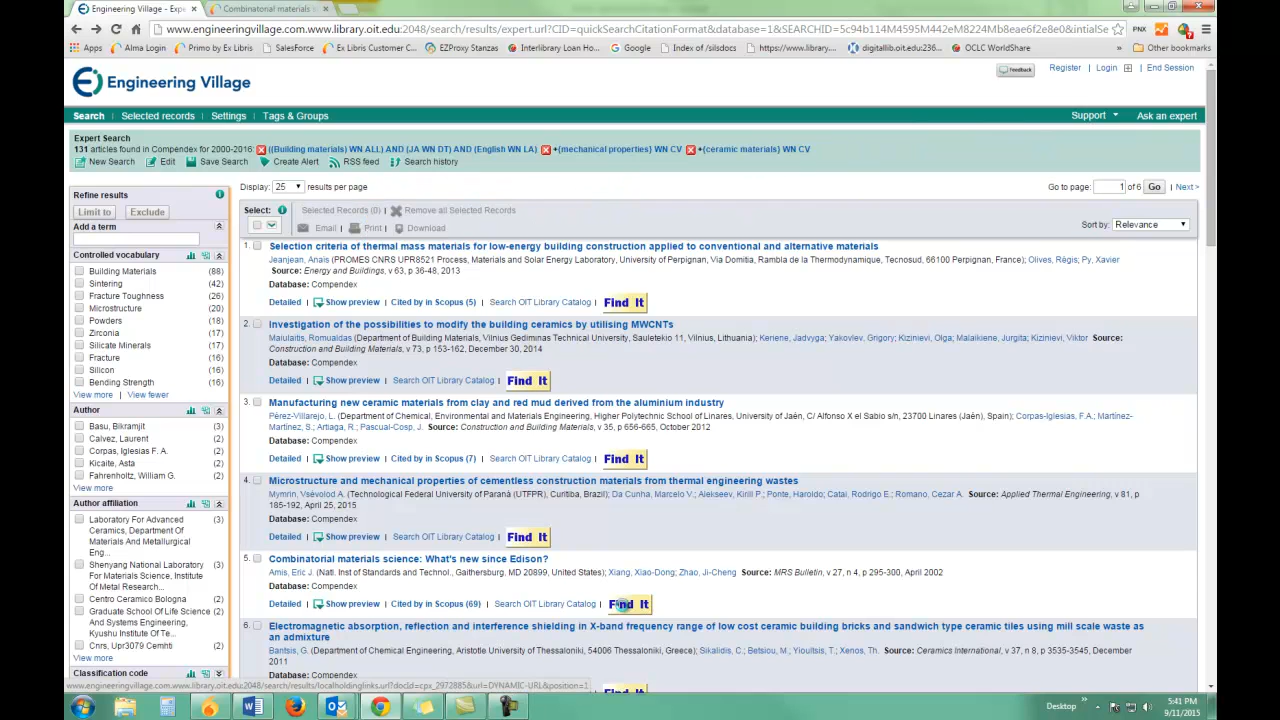 Engineering Village - Expe
Combinatorial materials
www.engineeringvillage.com.www.library.oit.edu:2048/search/results/expert.url?CID=quickSearchCitationFormat&database=1&SEARCHID=5c94b114M4595M442eM8224Mb8eae6f2e8e0&intialSe
PNX
Apps Alma Login Primo by Ex Libris SalesForce Ex Libris Customer C... EZProxy Stanzas Interlibrary Loan Ho... Google Index of /silsdocs https://www.library.... digitallib.oit.edu:236... OCLC WorldShare Other bookmarks
Engineering Village
Feedback Register | Login | End Session
Search Selected records Settings Tags & Groups Support Ask an expert
Expert Search
131 articles found in Compendex for 2000-2016: ((Building materials) WN ALL) AND (JA WN DT) AND (English WN LA) +{mechanical properties} WN CV +{ceramic materials} WN CV
New Search Edit Save Search Create Alert RSS feed Search history
Refine results
Limit to Exclude
Add a term
Controlled vocabulary
Building Materials (88)
Sintering (42)
Fracture Toughness (26)
Microstructure (20)
Powders (18)
Zirconia (17)
Silicate Minerals (17)
Fracture (16)
Silicon (16)
Bending Strength (16)
View more | View fewer
Author
Basu, Bikramjit (3)
Calvez, Laurent (2)
Corpas, Iglesias F. A. (2)
Kicaite, Asta (2)
Fahrenholtz, William G. (2)
View more
Author affiliation
Laboratory For Advanced (3)
Ceramics, Department Of
Materials And Metallurgical
Eng...
Shenyang National Laboratory (3)
For Materials Science, Institute
Of Metal Research...
Centro Ceramico Bologna (2)
Graduate School Of Life Science (2)
And Systems Engineering,
Kyushu Institute Of Te...
Cnrs, Upr3079 Cemhti (2)
View more
Classification code
Display: 25 results per page
Go to page: 1 of 6 Go | Next >
Select: Selected Records (0) | Remove all Selected Records
Email | Print | Download
Sort by: Relevance
1. Selection criteria of thermal mass materials for low-energy building construction applied to conventional and alternative materials
Jeanjean, Anaïs (PROMES CNRS UPR8521 Process, Materials and Solar Energy Laboratory, University of Perpignan, Via Domitia, Rambla de la Thermodynamique, Tecnosud, 66100 Perpignan, France); Olives, Régis; Py, Xavier
Source: Energy and Buildings, v 63, p 36-48, 2013
Database: Compendex
Detailed | Show preview | Cited by in Scopus (5) Search OIT Library Catalog | Find It
2. Investigation of the possibilities to modify the building ceramics by utilising MWCNTs
Maiulaitis, Romualdas (Department of Building Materials, Vilnius Gediminas Technical University, Sauletekio 11, Vilnius, Lithuania); Keriene, Jadvyga; Yakovlev, Grigory; Kizinievi, Olga; Malaiskiene, Jurgita; Kizinievi, Viktor Source:
Construction and Building Materials, v 73, p 153-162, December 30, 2014
Database: Compendex
Detailed | Show preview Search OIT Library Catalog | Find It
3. Manufacturing new ceramic materials from clay and red mud derived from the aluminium industry
Pérez-Villarejo, L. (Department of Chemical, Environmental and Materials Engineering, Higher Polytechnic School of Linares, University of Jaén, C/ Alfonso X el Sabio s/n, 23700 Linares (Jaén), Spain); Corpas-Iglesias, F.A.; Martínez-
Martínez, S.; Artiaga, R.; Pascual-Cosp, J. Source: Construction and Building Materials, v 35, p 656-665, October 2012
Database: Compendex
Detailed | Show preview | Cited by in Scopus (7) Search OIT Library Catalog | Find It
4. Microstructure and mechanical properties of cementless construction materials from thermal engineering wastes
Mymrin, Vsévolod A. (Technological Federal University of Paraná (UTFPR), Curitiba, Brazil); Da Cunha, Marcelo V.; Alekseev, Kirill P.; Ponte, Haroldo; Catai, Rodrigo E.; Romano, Cezar A. Source: Applied Thermal Engineering, v 81, p
185-192, April 25, 2015
Database: Compendex
Detailed | Show preview Search OIT Library Catalog | Find It
5. Combinatorial materials science: What's new since Edison?
Amis, Eric J. (Natl. Inst of Standards and Technol., Gaithersburg, MD 20899, United States); Xiang, Xiao-Dong; Zhao, Ji-Cheng Source: MRS Bulletin, v 27, n 4, p 295-300, April 2002
Database: Compendex
Detailed | Show preview | Cited by in Scopus (69) Search OIT Library Catalog | Find It
6. Electromagnetic absorption, reflection and interference shielding in X-band frequency range of low cost ceramic building bricks and sandwich type ceramic tiles using mill scale waste as
an admixture
Bantsis, G. (Department of Chemical, Engineering, Aristotle University of Thessaloniki, 54006 Thessaloniki, Greece); Sikalidis, C.; Betsiou, M.; Yioultsis, T.; Xenos, Th. Source: Ceramics International, v 37, n 8, p 3535-3545, December
2011
Database: Compendex
www.engineeringvillage.com.www.library.oit.edu:2048/search/results/localholdinglinks.url?docId=cpx_2972885&url=DYNAMIC-URL&position=1
Desktop
5:41 PM
9/11/2015